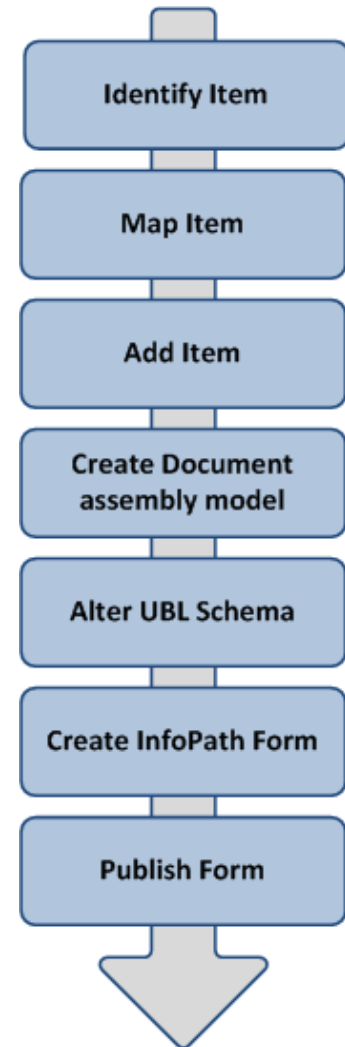 Identify Item
Map Item
Add Item
Create Document
assembly model
Alter UBL Schema
Create InfoPath Form
Publish Form